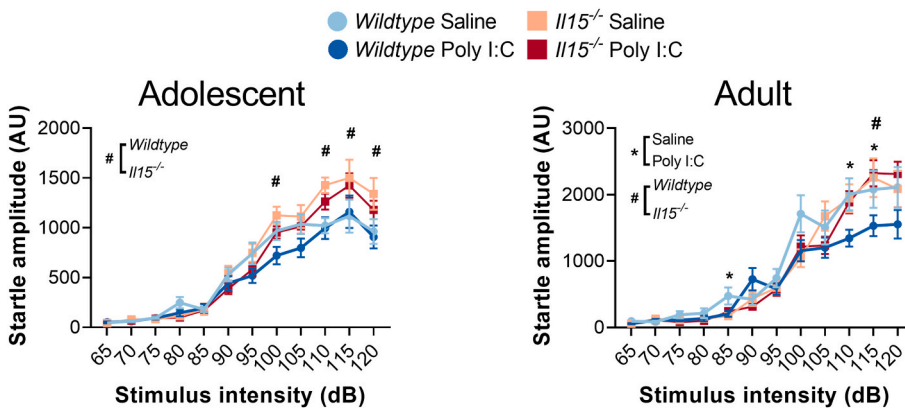 Wildtype Saline Il15-/- Saline
Wildtype Poly I:C Il15-/- Poly I:C
Adolescent
Startle amplitude (AU)
2000
1500
1000
500
0
# Wildtype
Il15-/-
#
#
#
#
65 70 75 80 85 90 95 100 105 110 115 120
Stimulus intensity (dB)
Adult
Startle amplitude (AU)
3000
2000
1000
0
* Saline
Poly I:C
# Wildtype
Il15-/-
*
*
#
*
65 70 75 80 85 90 95 100 105 110 115 120
Stimulus intensity (dB)